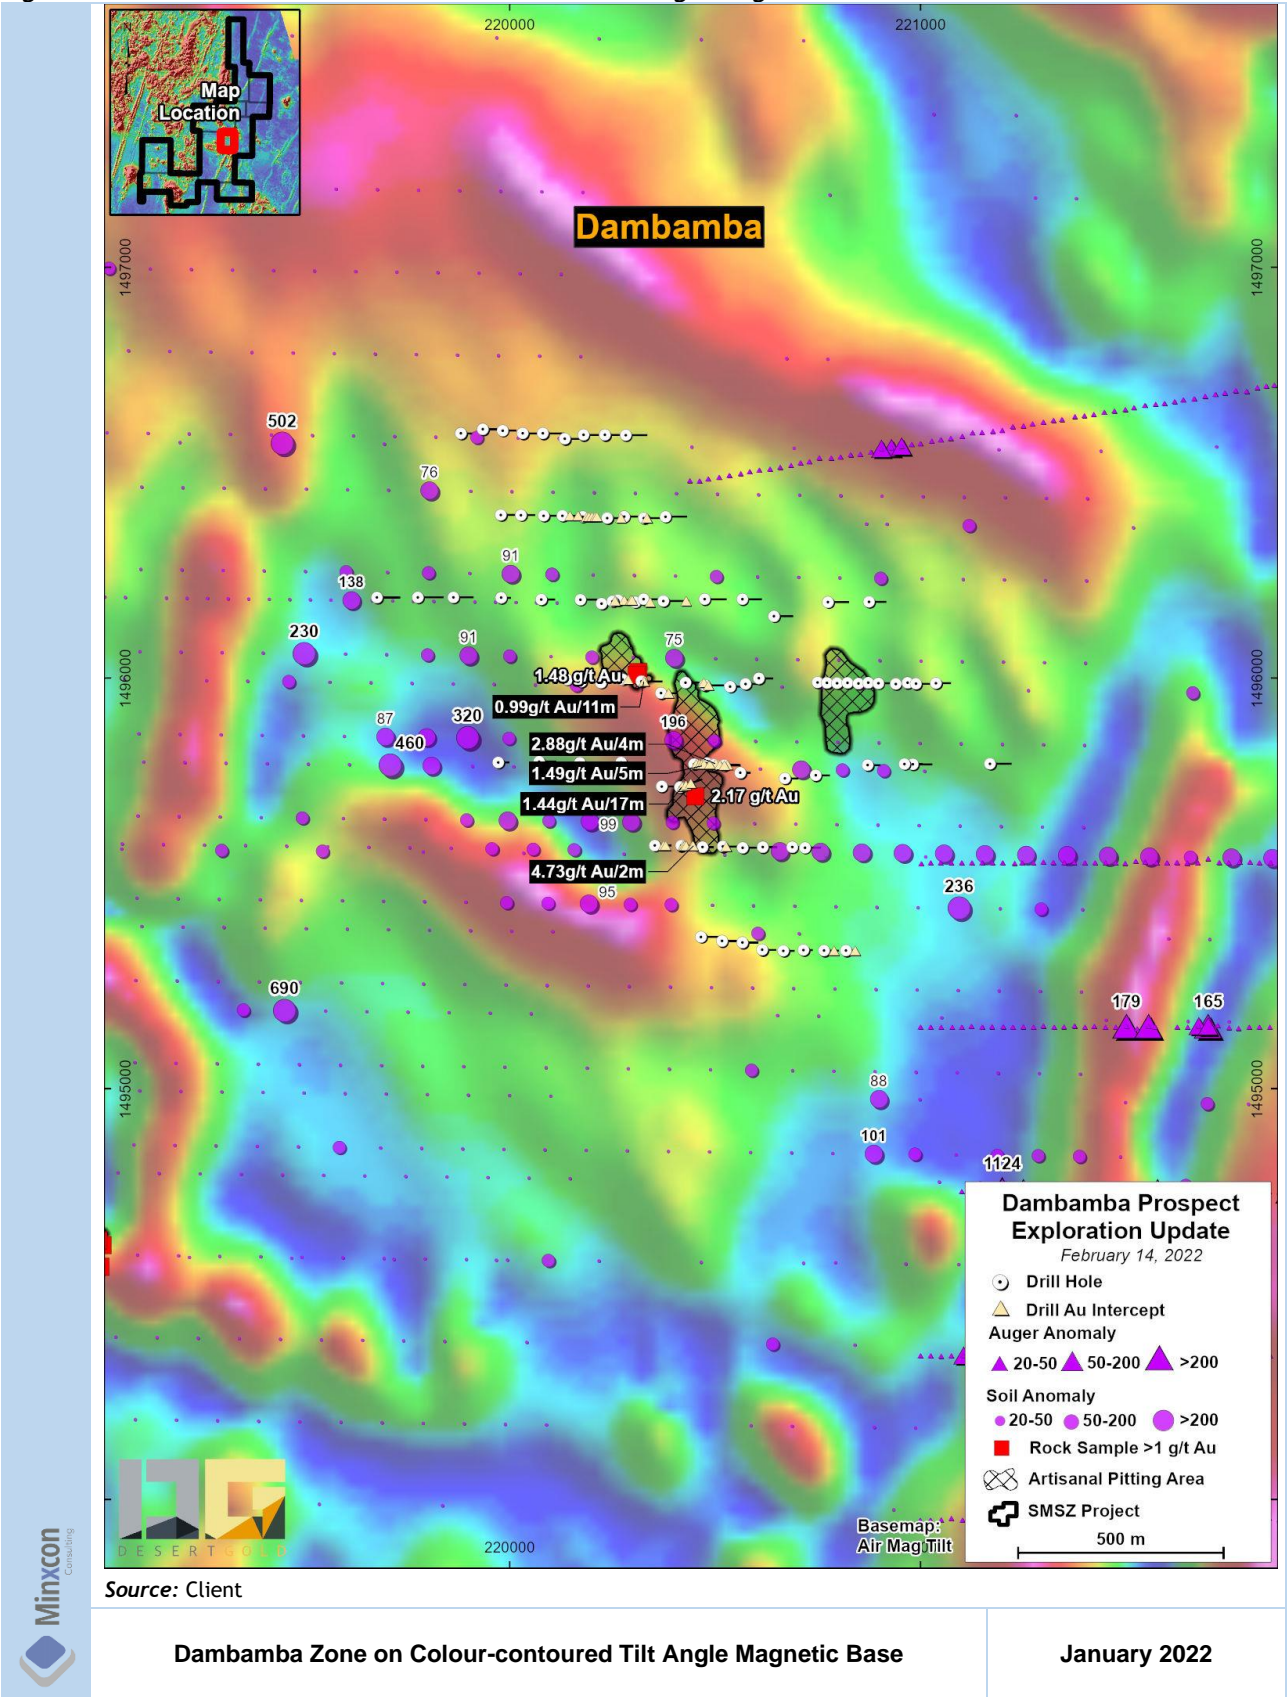 220000
221000
N
Map
Location
Dambamba
1497000
1497000
502
76
91
138
230
91
75
1.48 g/t Au
1496000
1496000
0.99g/t Au/11m
87
320
196
460
2.88g/t Au/4m
1.49g/t Au/5m
2.17 g/t Au
1.44g/t Au/17m
99
4.73g/t Au/2m
95
236
690
179
165
1495000
1495000
88
101
1124
Dambamba Prospect
Exploration Update
February 14, 2022
Drill Hole
Drill Au Intercept
Auger Anomaly
20-50 50-200 >200
Soil Anomaly
20-50 50-200 >200
Rock Sample >1 g/t Au
Artisanal Pitting Area
SMSZ Project
500 m
Basemap:
Air Mag Tilt
DESERTGOLD
220000
Minxcon
Consulting
Source: Client
Dambamba Zone on Colour-contoured Tilt Angle Magnetic Base
January 2022